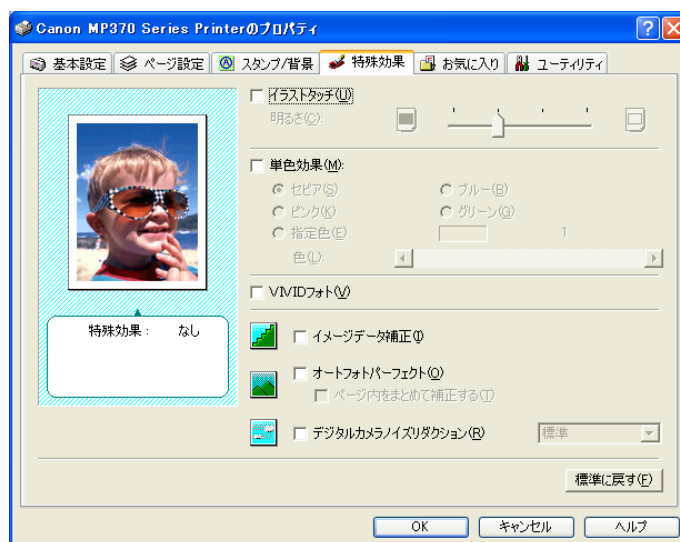 Canon MP370 Series Printerのプロパティ
基本設定 ページ設定 スタンプ/背景 特殊効果 お気に入り ユーティリティ
イラストタッチ(U)
明るさ(C):
単色効果(M):
セピア(S) ブルー(B)
ピンク(K) グリーン(G)
指定色(E) 1
色(L):
VIVIDフォト(V)
特殊効果： なし
イメージデータ補正(I)
オートフォトパーフェクト(O)
ページ内をまとめて補正する(T)
デジタルカメラノイズリダクション(R) 標準
標準に戻す(F)
OK キャンセル ヘルプ